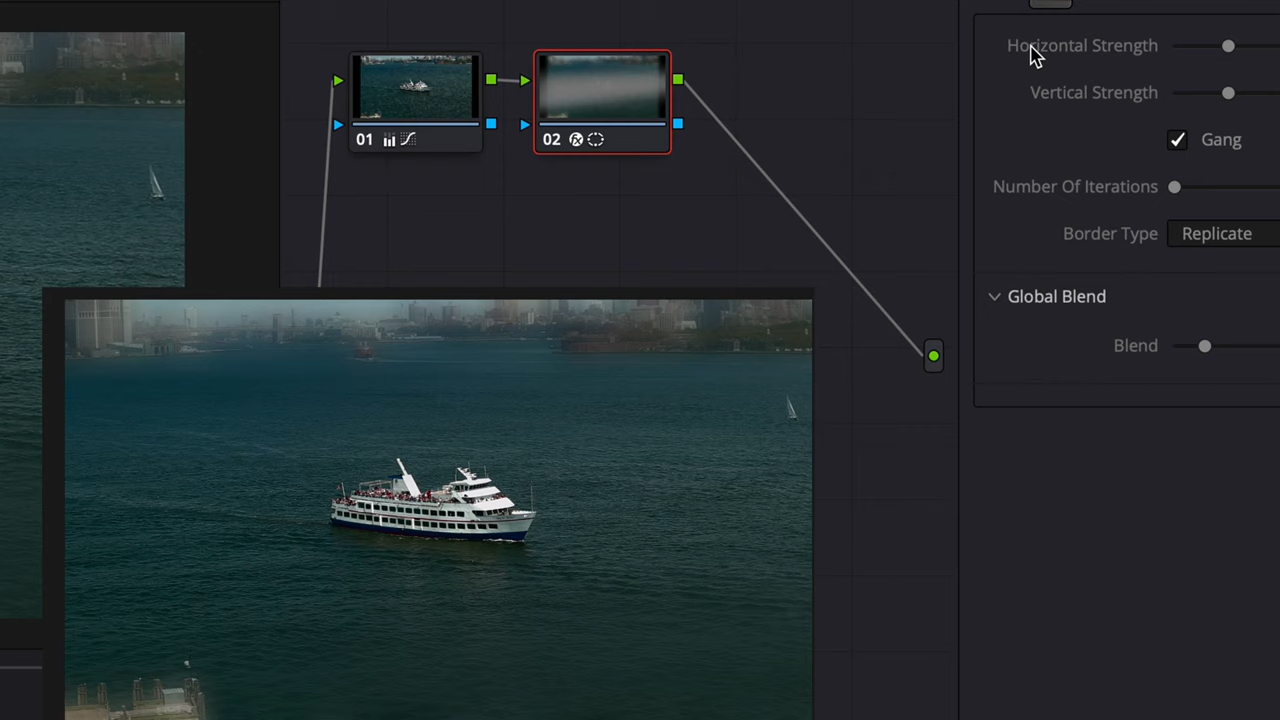 01
02
Horizontal Strength
Vertical Strength
Gang
Number Of Iterations
Border Type Replicate
Global Blend
Blend